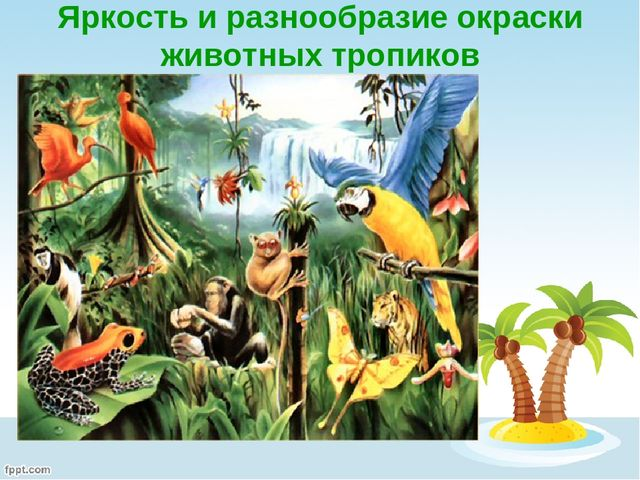 Яркость и разнообразие окраски
животных тропиков
fppt.com